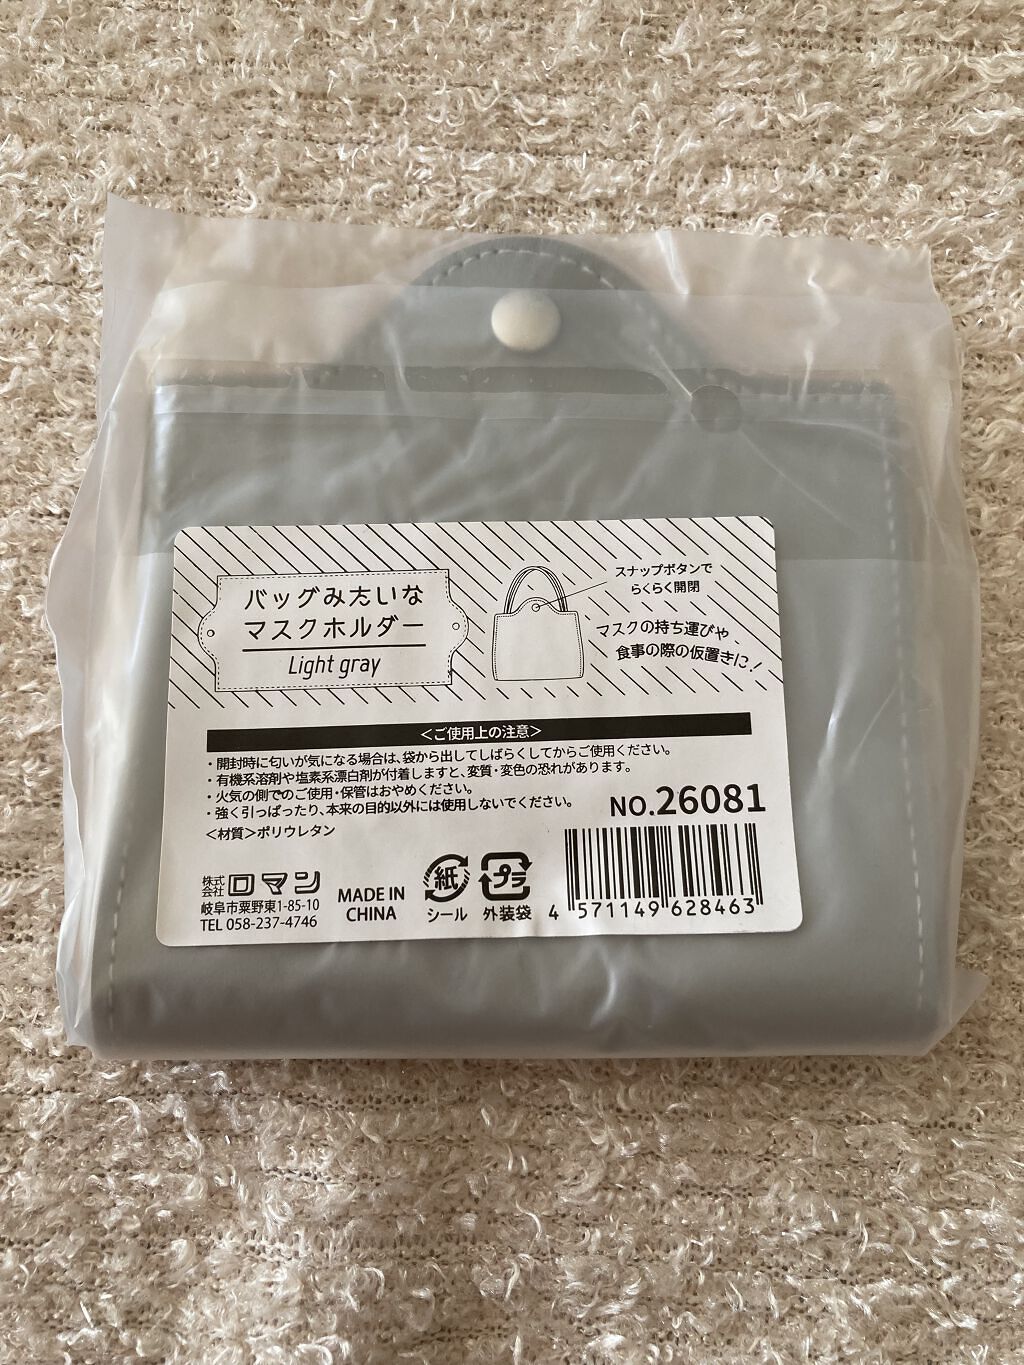 バッグみたいな
マスクホルダー
Light gray
スナップボタンで
らくらく開閉
マスクの持ち運びや、
食事の際の仮置きに!
＜ご使用上の注意＞
・開封時に匂いが気になる場合は、袋から出してしばらくしてからご使用ください。
・有機系溶剤や塩素系漂白剤が付着しますと、変質・変色の恐れがあります。
・火気の側でのご使用・保管はおやめください。
・強く引っぱったり、本来の目的以外には使用しないでください。
＜材質＞ポリウレタン
NO.26081
株式会社 ロマン
岐阜市粟野東1-85-10
TEL 058-237-4746
MADE IN
CHINA
紙
シール
プラ
外装袋
4 571149 628463